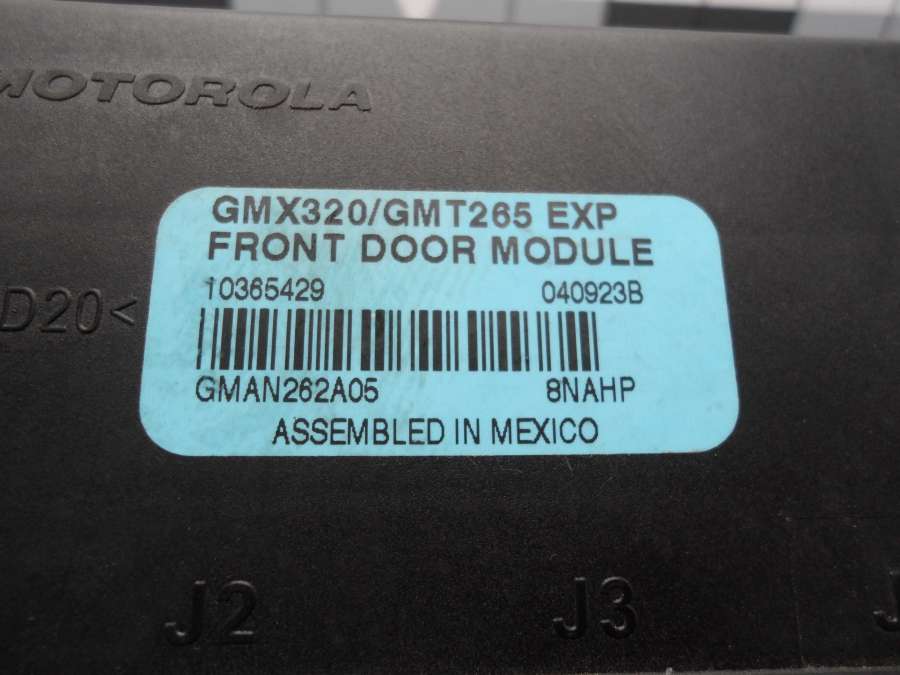 MOTOROLA
GMX320/GMT265 EXP
FRONT DOOR MODULE
10365429 040923B
D20<
GMAN262A05 8NAHP
ASSEMBLED IN MEXICO
J2 J3